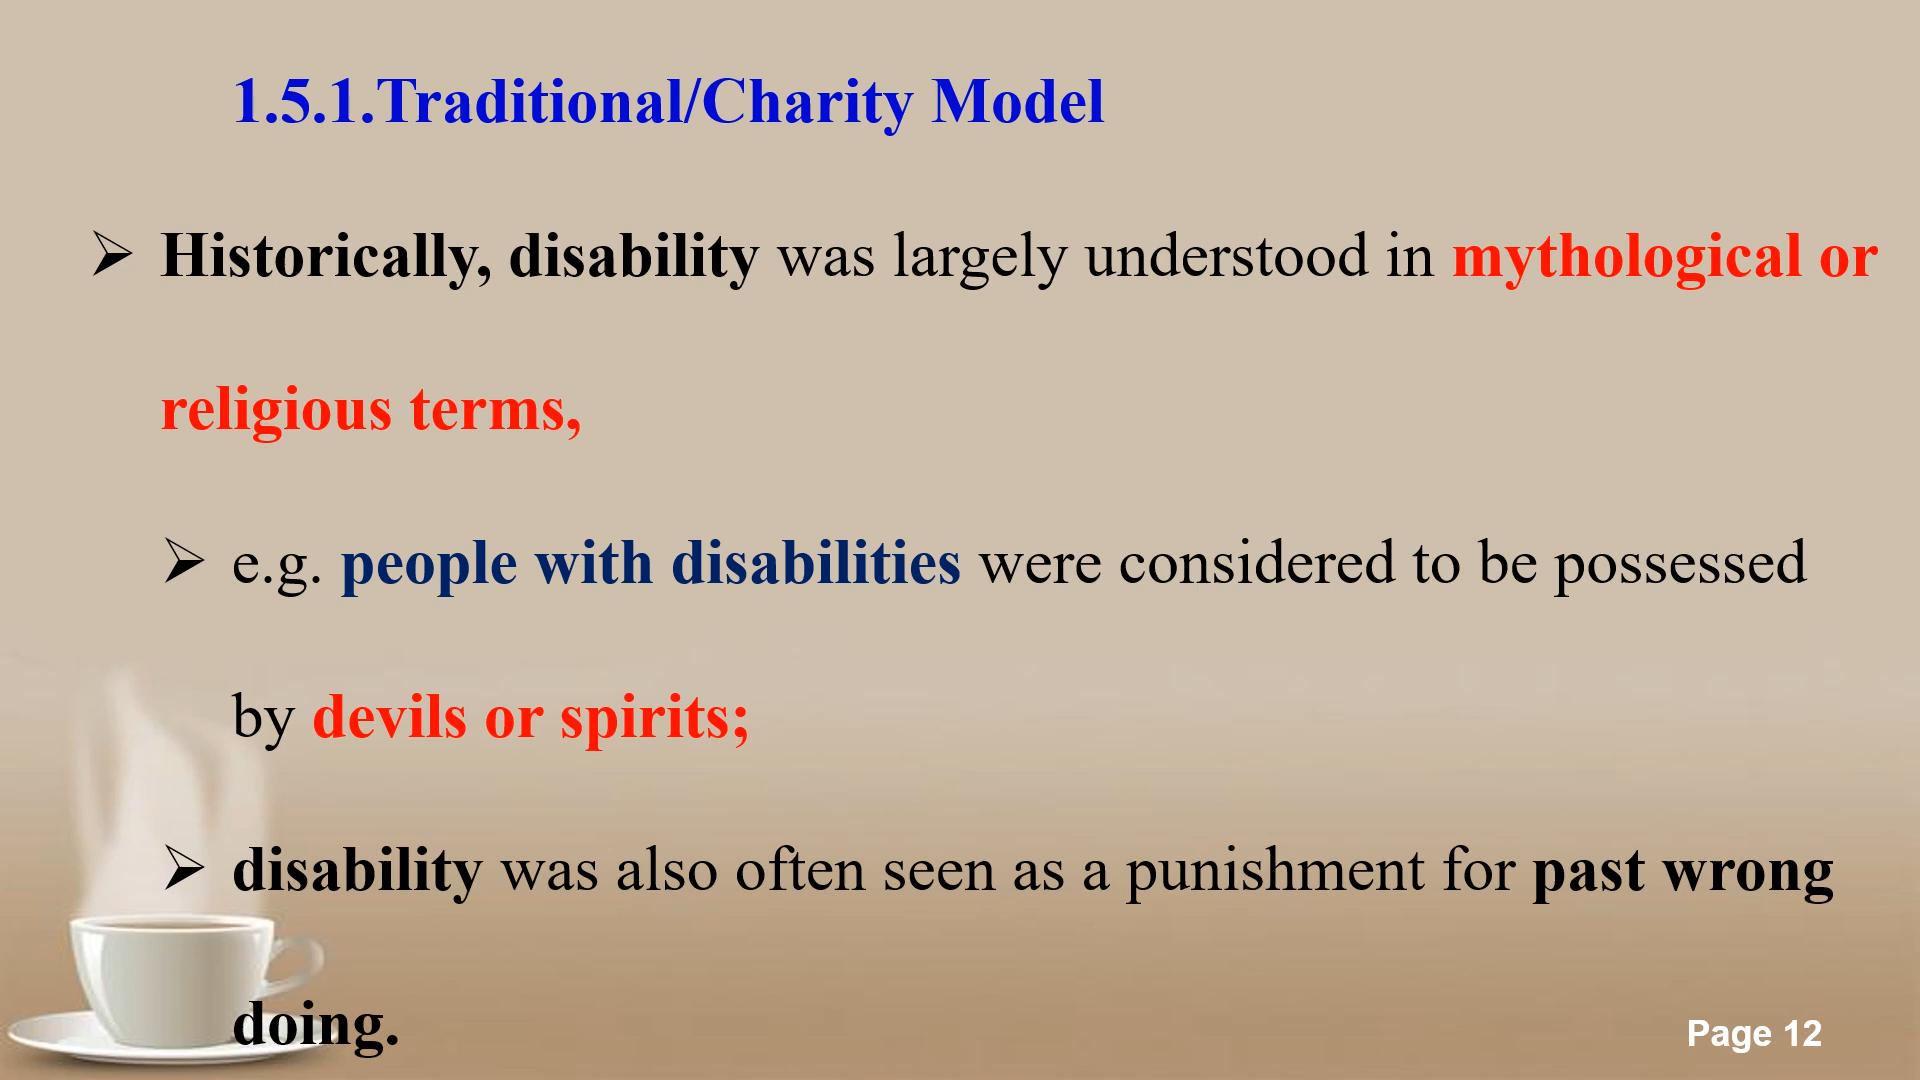 1.5.1.Traditional/Charity Model
➢ Historically, disability was largely understood in mythological or
religious terms,
➢ e.g. people with disabilities were considered to be possessed
by devils or spirits;
➢ disability was also often seen as a punishment for past wrong
doing.
Page 12